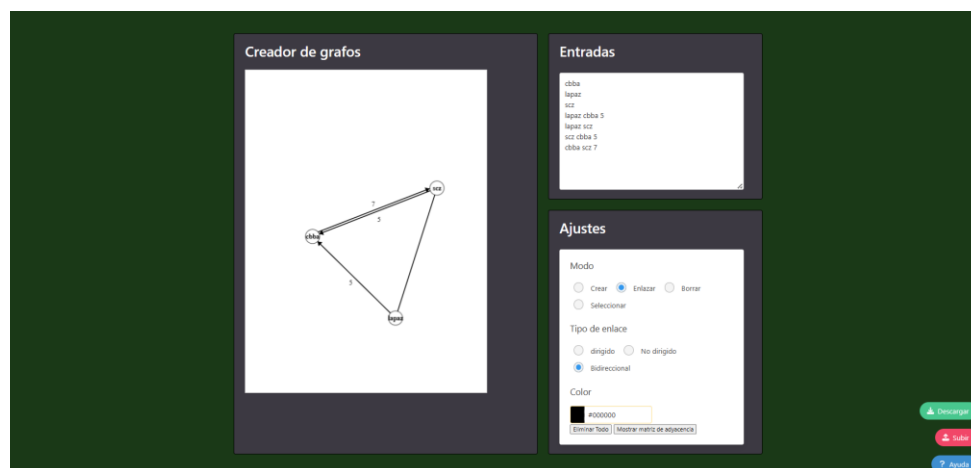 Creador de grafos
scz
7
5
cbba
5
lapaz
Entradas
cbba
lapaz
scz
lapaz cbba 5
lapaz scz
scz cbba 5
cbba scz 7
Ajustes
Modo
Crear Enlazar Borrar
Seleccionar
Tipo de enlace
dirigido No dirigido
Bidireccional
Color
#000000
Eliminar Todo Mostrar matriz de adyacencia
Descargar
Subir
? Ayuda